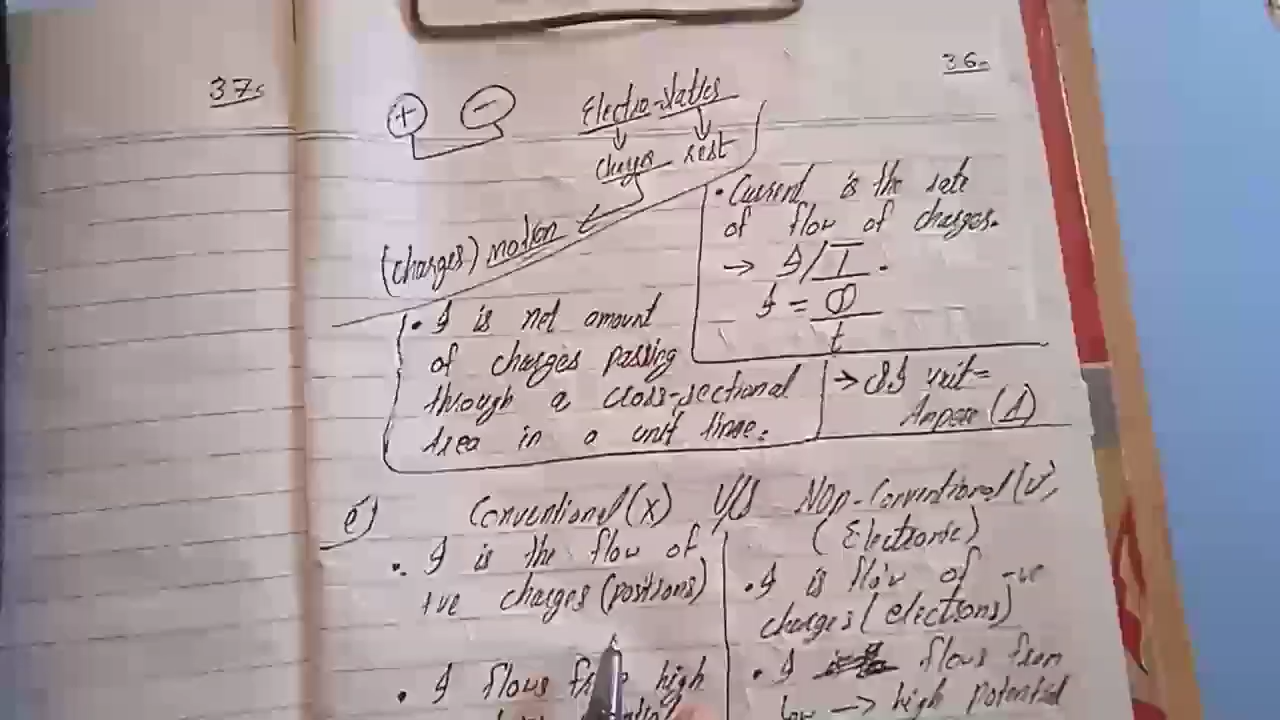 37
36
+ -
Electro-statics
charge rest
(charges) motion
• Current is the rate
of flow of charges.
→ I/T.
I = Q
t
• I is net amount
of charges passing
through a cross-sectional
Area in a unit time.
→ SI unit =
Ampere (A)
e) Conventional (x) V/S Non-Conventional (v)
(Electronic)
• I is the flow of
+ve charges (positions)
• I is flow of -ve
charges (electrons)
• I flows high
• I flows from
low → high potential